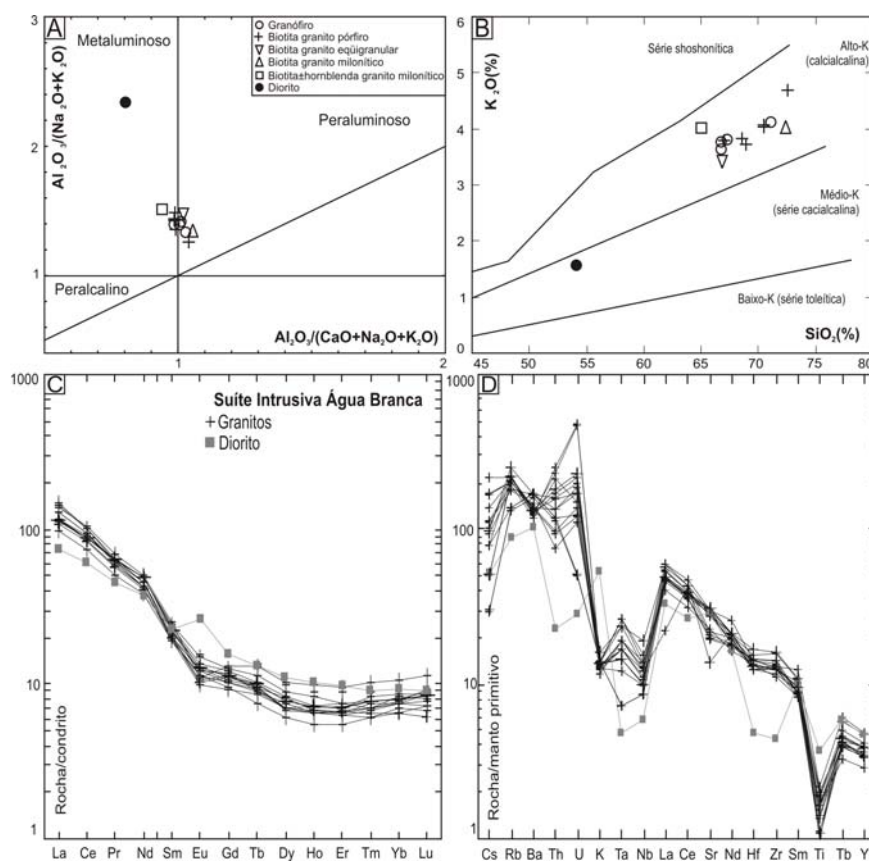 A
3
Metaluminoso
Granófiro
Biotita granito pórfiro
Biotita granito eqüigranular
Biotita granito milonítico
Biotita±hornblenda granito milonítico
Diorito
Peraluminoso
2
1
Peralcalino
Al₂O₃/(Na₂O+K₂O)
1
2
Al₂O₃/(CaO+Na₂O+K₂O)
B
6
5
4
3
2
1
0
K₂O(%)
Série shoshonítica
Alto-K
(calcialcalina)
Médio-K
(série cacialcalina)
Baixo-K (série toleítica)
SiO₂(%)
45
50
55
60
65
70
75
80
C
1000
100
10
1
Suíte Intrusiva Água Branca
Granitos
Diorito
Rocha/condrito
La Ce Pr Nd Sm Eu Gd Tb Dy Ho Er Tm Yb Lu
D
1000
100
10
1
Rocha/manto primitivo
Cs Rb Ba Th U K Ta Nb La Ce Sr Nd Hf Zr Sm Ti Tb Y